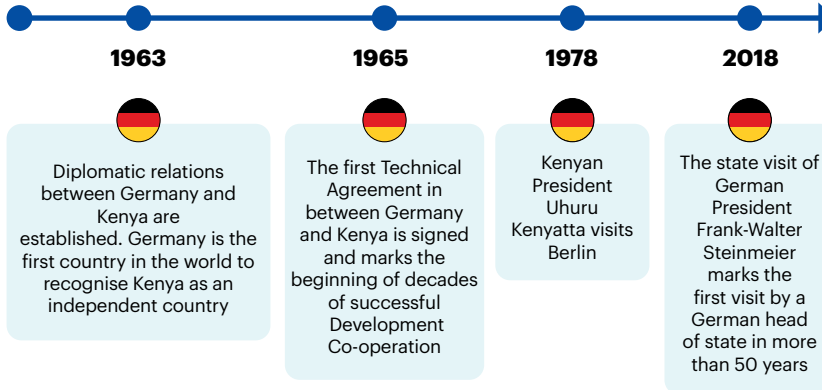 1963
Diplomatic relations
between Germany and
Kenya are
established. Germany is the
first country in the world to
recognise Kenya as an
independent country
1965
The first Technical
Agreement in
between Germany
and Kenya is signed
and marks the
beginning of decades
of successful
Development
Co-operation
1978
Kenyan
President
Uhuru
Kenyatta visits
Berlin
2018
The state visit of
German
President
Frank-Walter
Steinmeier
marks the
first visit by a
German head
of state in more
than 50 years